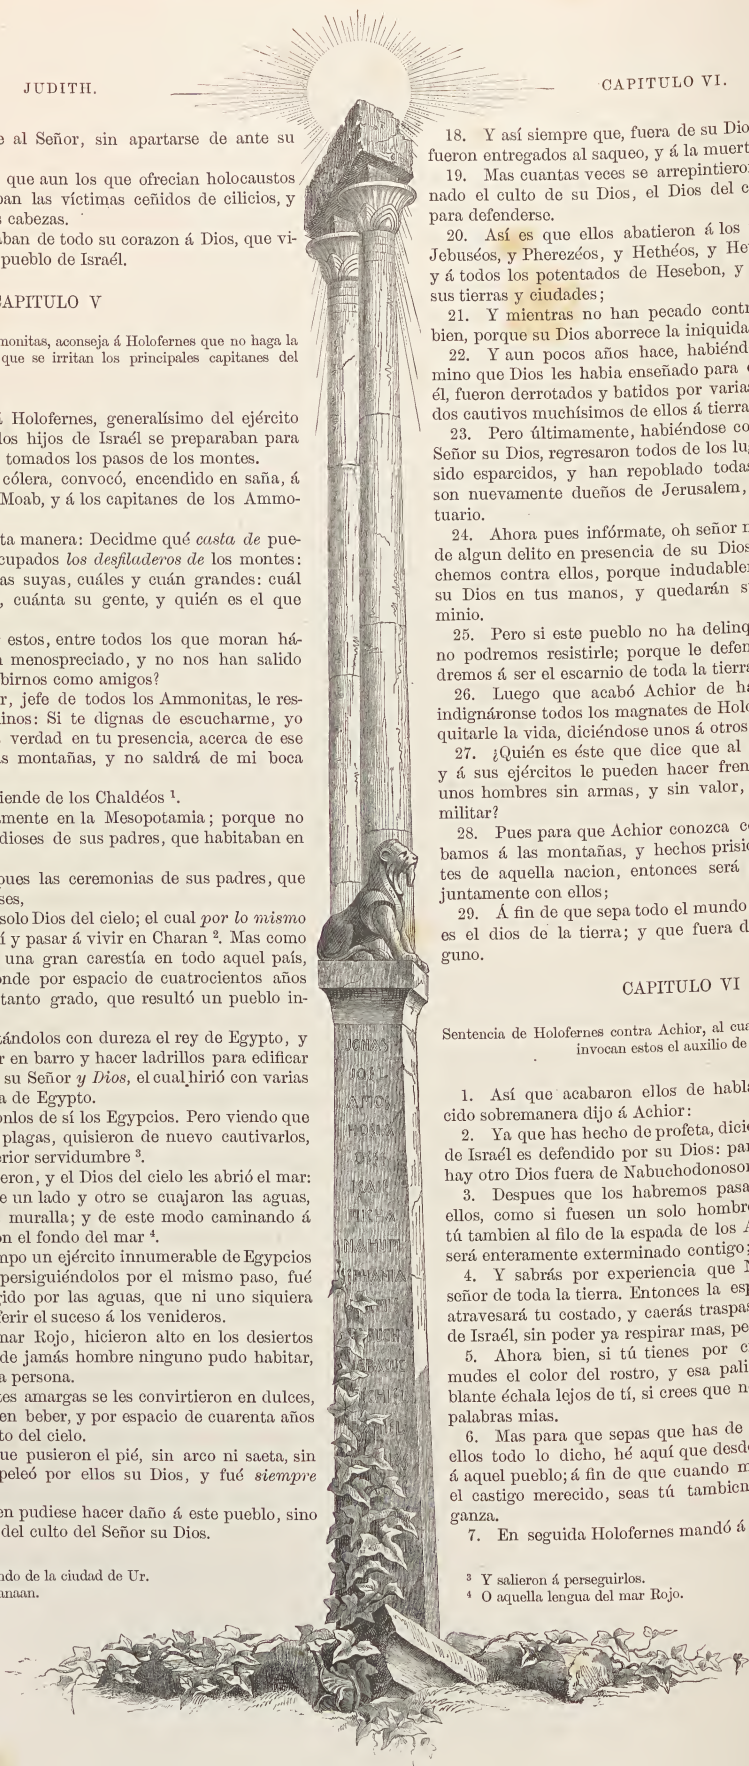 JUDITH.
e al Señor, sin apartarse de ante su
que aun los que ofrecian holocaustos
ban las víctimas ceñidos de cilicios, y
s cabezas.
ban de todo su corazon á Dios, que vi-
pueblo de Israél.
CAPITULO V
monitas, aconseja á Holofernes que no haga la
que se irritan los principales capitanes del
á Holofernes, generalísimo del ejército
los hijos de Israél se preparaban para
tomados los pasos de los montes.
cólera, convocó, encendido en saña, á
Moab, y á los capitanes de los Ammo-
ta manera: Decidme qué casta de pue-
cupados los desfiladeros de los montes:
as suyas, cuáles y cuán grandes: cuál
, cuánta su gente, y quién es el que
estos, entre todos los que moran há-
n menospreciado, y no nos han salido
birnos como amigos?
r, jefe de todos los Ammonitas, le res-
inos: Si te dignas de escucharme, yo
verdad en tu presencia, acerca de ese
as montañas, y no saldrá de mi boca
iende de los Chaldéos ¹.
mente en la Mesopotamia; porque no
dioses de sus padres, que habitaban en
pues las ceremonias de sus padres, que
ses,
solo Dios del cielo; el cual por lo mismo
í y pasar á vivir en Charan ². Mas como
una gran carestía en todo aquel país,
onde por espacio de cuatrocientos años
tanto grado, que resultó un pueblo in-
tándolos con dureza el rey de Egypto, y
r en barro y hacer ladrillos para edificar
su Señor y Dios, el cual hirió con varias
a de Egypto.
onlos de sí los Egypcios. Pero viendo que
plagas, quisieron de nuevo cautivarlos,
erior servidumbre ³.
eron, y el Dios del cielo les abrió el mar:
e un lado y otro se cuajaron las aguas,
muralla; y de este modo caminando á
on el fondo del mar ⁴.
mpo un ejército innumerable de Egypcios
persiguiéndolos por el mismo paso, fué
gido por las aguas, que ni uno siquiera
ferir el suceso á los venideros.
mar Rojo, hicieron alto en los desiertos
de jamás hombre ninguno pudo habitar,
a persona.
tes amargas se les convirtieron en dulces,
en beber, y por espacio de cuarenta años
to del cielo.
ue pusieron el pié, sin arco ni saeta, sin
peleó por ellos su Dios, y fué siempre
en pudiese hacer daño á este pueblo, sino
del culto del Señor su Dios.
ndo de la ciudad de Ur.
anaan.
JONAS
JOEL
AMOS
HOSEA
OBED
ISAIE
MICHA
NAHUM
SEPHANIA
CAPITULO VI.
18. Y así siempre que, fuera de su Dio
fueron entregados al saqueo, y á la muert
19. Mas cuantas veces se arrepintiero
nado el culto de su Dios, el Dios del c
para defenderse.
20. Así es que ellos abatieron á los
Jebuséos, y Pherezéos, y Hethéos, y He
y á todos los potentados de Hesebon, y
sus tierras y ciudades;
21. Y mientras no han pecado contr
bien, porque su Dios aborrece la iniquida
22. Y aun pocos años hace, habiénd
mino que Dios les habia enseñado para
él, fueron derrotados y batidos por varia
dos cautivos muchísimos de ellos á tierra
23. Pero últimamente, habiéndose co
Señor su Dios, regresaron todos de los lu
sido esparcidos, y han repoblado toda
son nuevamente dueños de Jerusalem,
tuario.
24. Ahora pues infórmate, oh señor m
de algun delito en presencia de su Dios
chemos contra ellos, porque indudable
su Dios en tus manos, y quedarán s
minio.
25. Pero si este pueblo no ha delinq
no podremos resistirle; porque le defen
dremos á ser el escarnio de toda la tierra
26. Luego que acabó Achior de ha
indignáronse todos los magnates de Holo
quitarle la vida, diciéndose unos á otros
27. ¿Quién es éste que dice que al
y á sus ejércitos le pueden hacer fren
unos hombres sin armas, y sin valor,
militar?
28. Pues para que Achior conozca c
bamos á las montañas, y hechos prisio
tes de aquella nacion, entonces será
juntamente con ellos;
29. Á fin de que sepa todo el mundo
es el dios de la tierra; y que fuera d
guno.
CAPITULO VI
Sentencia de Holofernes contra Achior, al cua
invocan estos el auxilio de
1. Así que acabaron ellos de habla
cido sobremanera dijo á Achior:
2. Ya que has hecho de profeta, dicié
de Israél es defendido por su Dios: par
hay otro Dios fuera de Nabuchodonosor
3. Despues que los habremos pasa
ellos, como si fuesen un solo hombre
tú tambien al filo de la espada de los A
será enteramente exterminado contigo;
4. Y sabrás por experiencia que N
señor de toda la tierra. Entonces la esp
atravesará tu costado, y caerás traspas
de Israél, sin poder ya respirar mas, pe
5. Ahora bien, si tú tienes por c
mudes el color del rostro, y esa pali
blante échala lejos de tí, si crees que n
palabras mias.
6. Mas para que sepas que has de
ellos todo lo dicho, hé aquí que desd
á aquel pueblo; á fin de que cuando m
el castigo merecido, seas tú tambien
ganza.
7. En seguida Holofernes mandó á
³ Y salieron á perseguirlos.
⁴ O aquella lengua del mar Rojo.